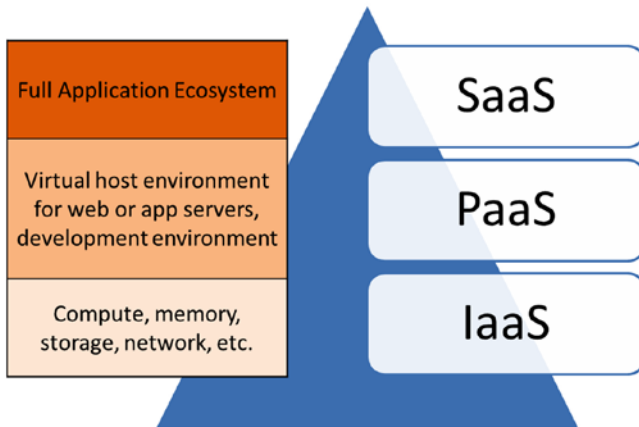 Full Application Ecosystem
SaaS
Virtual host environment
for web or app servers,
development environment
PaaS
Compute, memory,
storage, network, etc.
IaaS